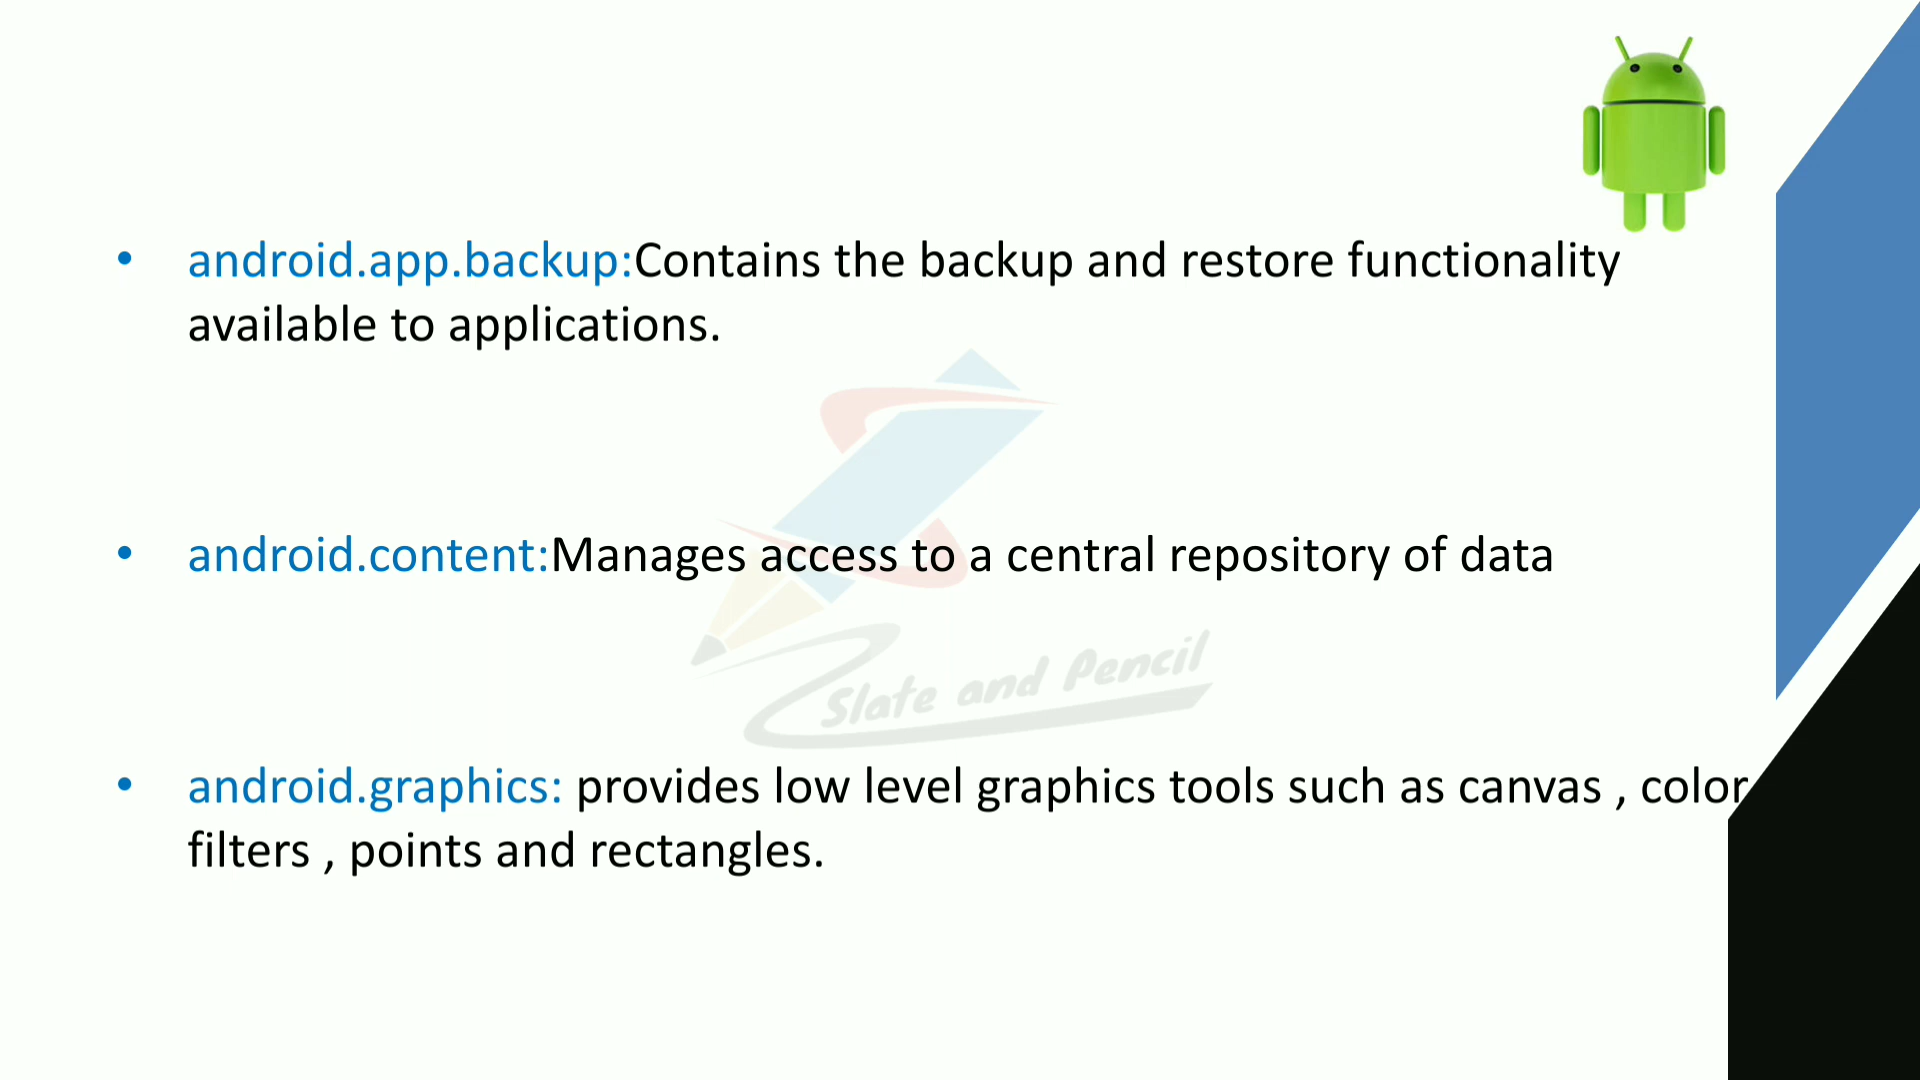 • android.app.backup:Contains the backup and restore functionality
available to applications.
• android.content:Manages access to a central repository of data
Slate and Pencil
• android.graphics: provides low level graphics tools such as canvas , color
filters , points and rectangles.